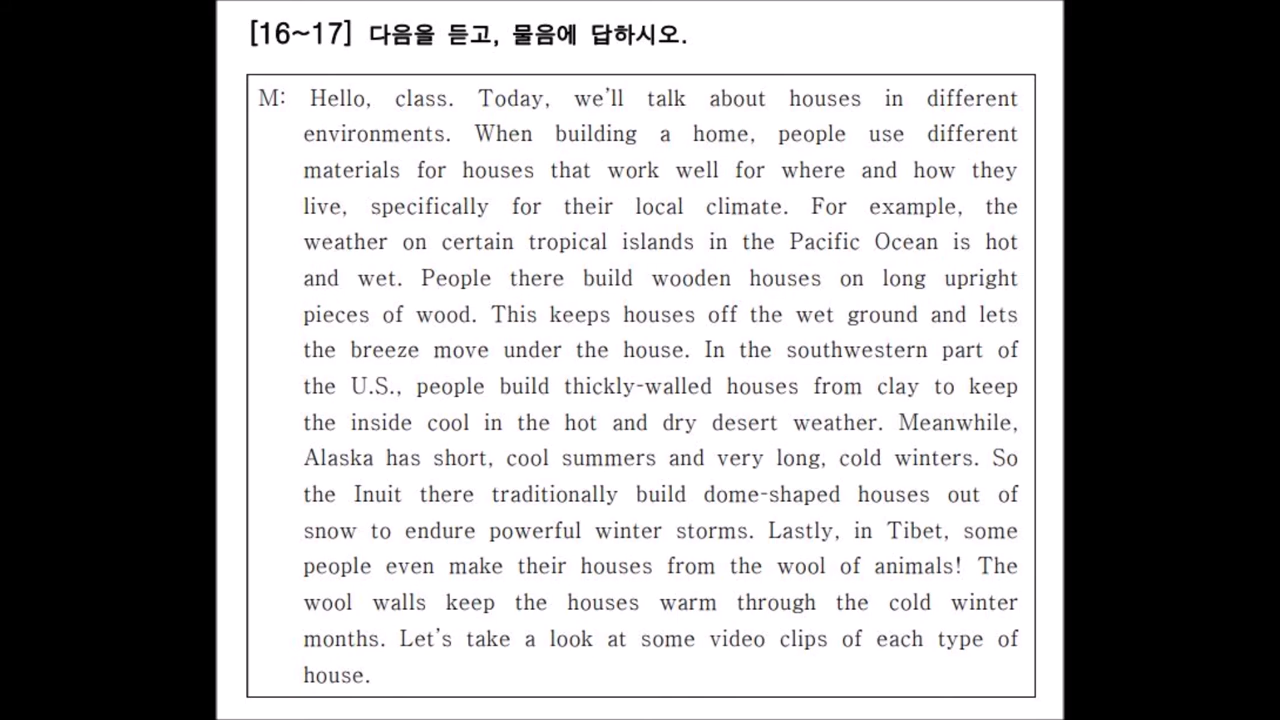 [16~17] 다음을 듣고, 물음에 답하시오.
M: Hello, class. Today, we'll talk about houses in different
environments. When building a home, people use different
materials for houses that work well for where and how they
live, specifically for their local climate. For example, the
weather on certain tropical islands in the Pacific Ocean is hot
and wet. People there build wooden houses on long upright
pieces of wood. This keeps houses off the wet ground and lets
the breeze move under the house. In the southwestern part of
the U.S., people build thickly-walled houses from clay to keep
the inside cool in the hot and dry desert weather. Meanwhile,
Alaska has short, cool summers and very long, cold winters. So
the Inuit there traditionally build dome-shaped houses out of
snow to endure powerful winter storms. Lastly, in Tibet, some
people even make their houses from the wool of animals! The
wool walls keep the houses warm through the cold winter
months. Let's take a look at some video clips of each type of
house.